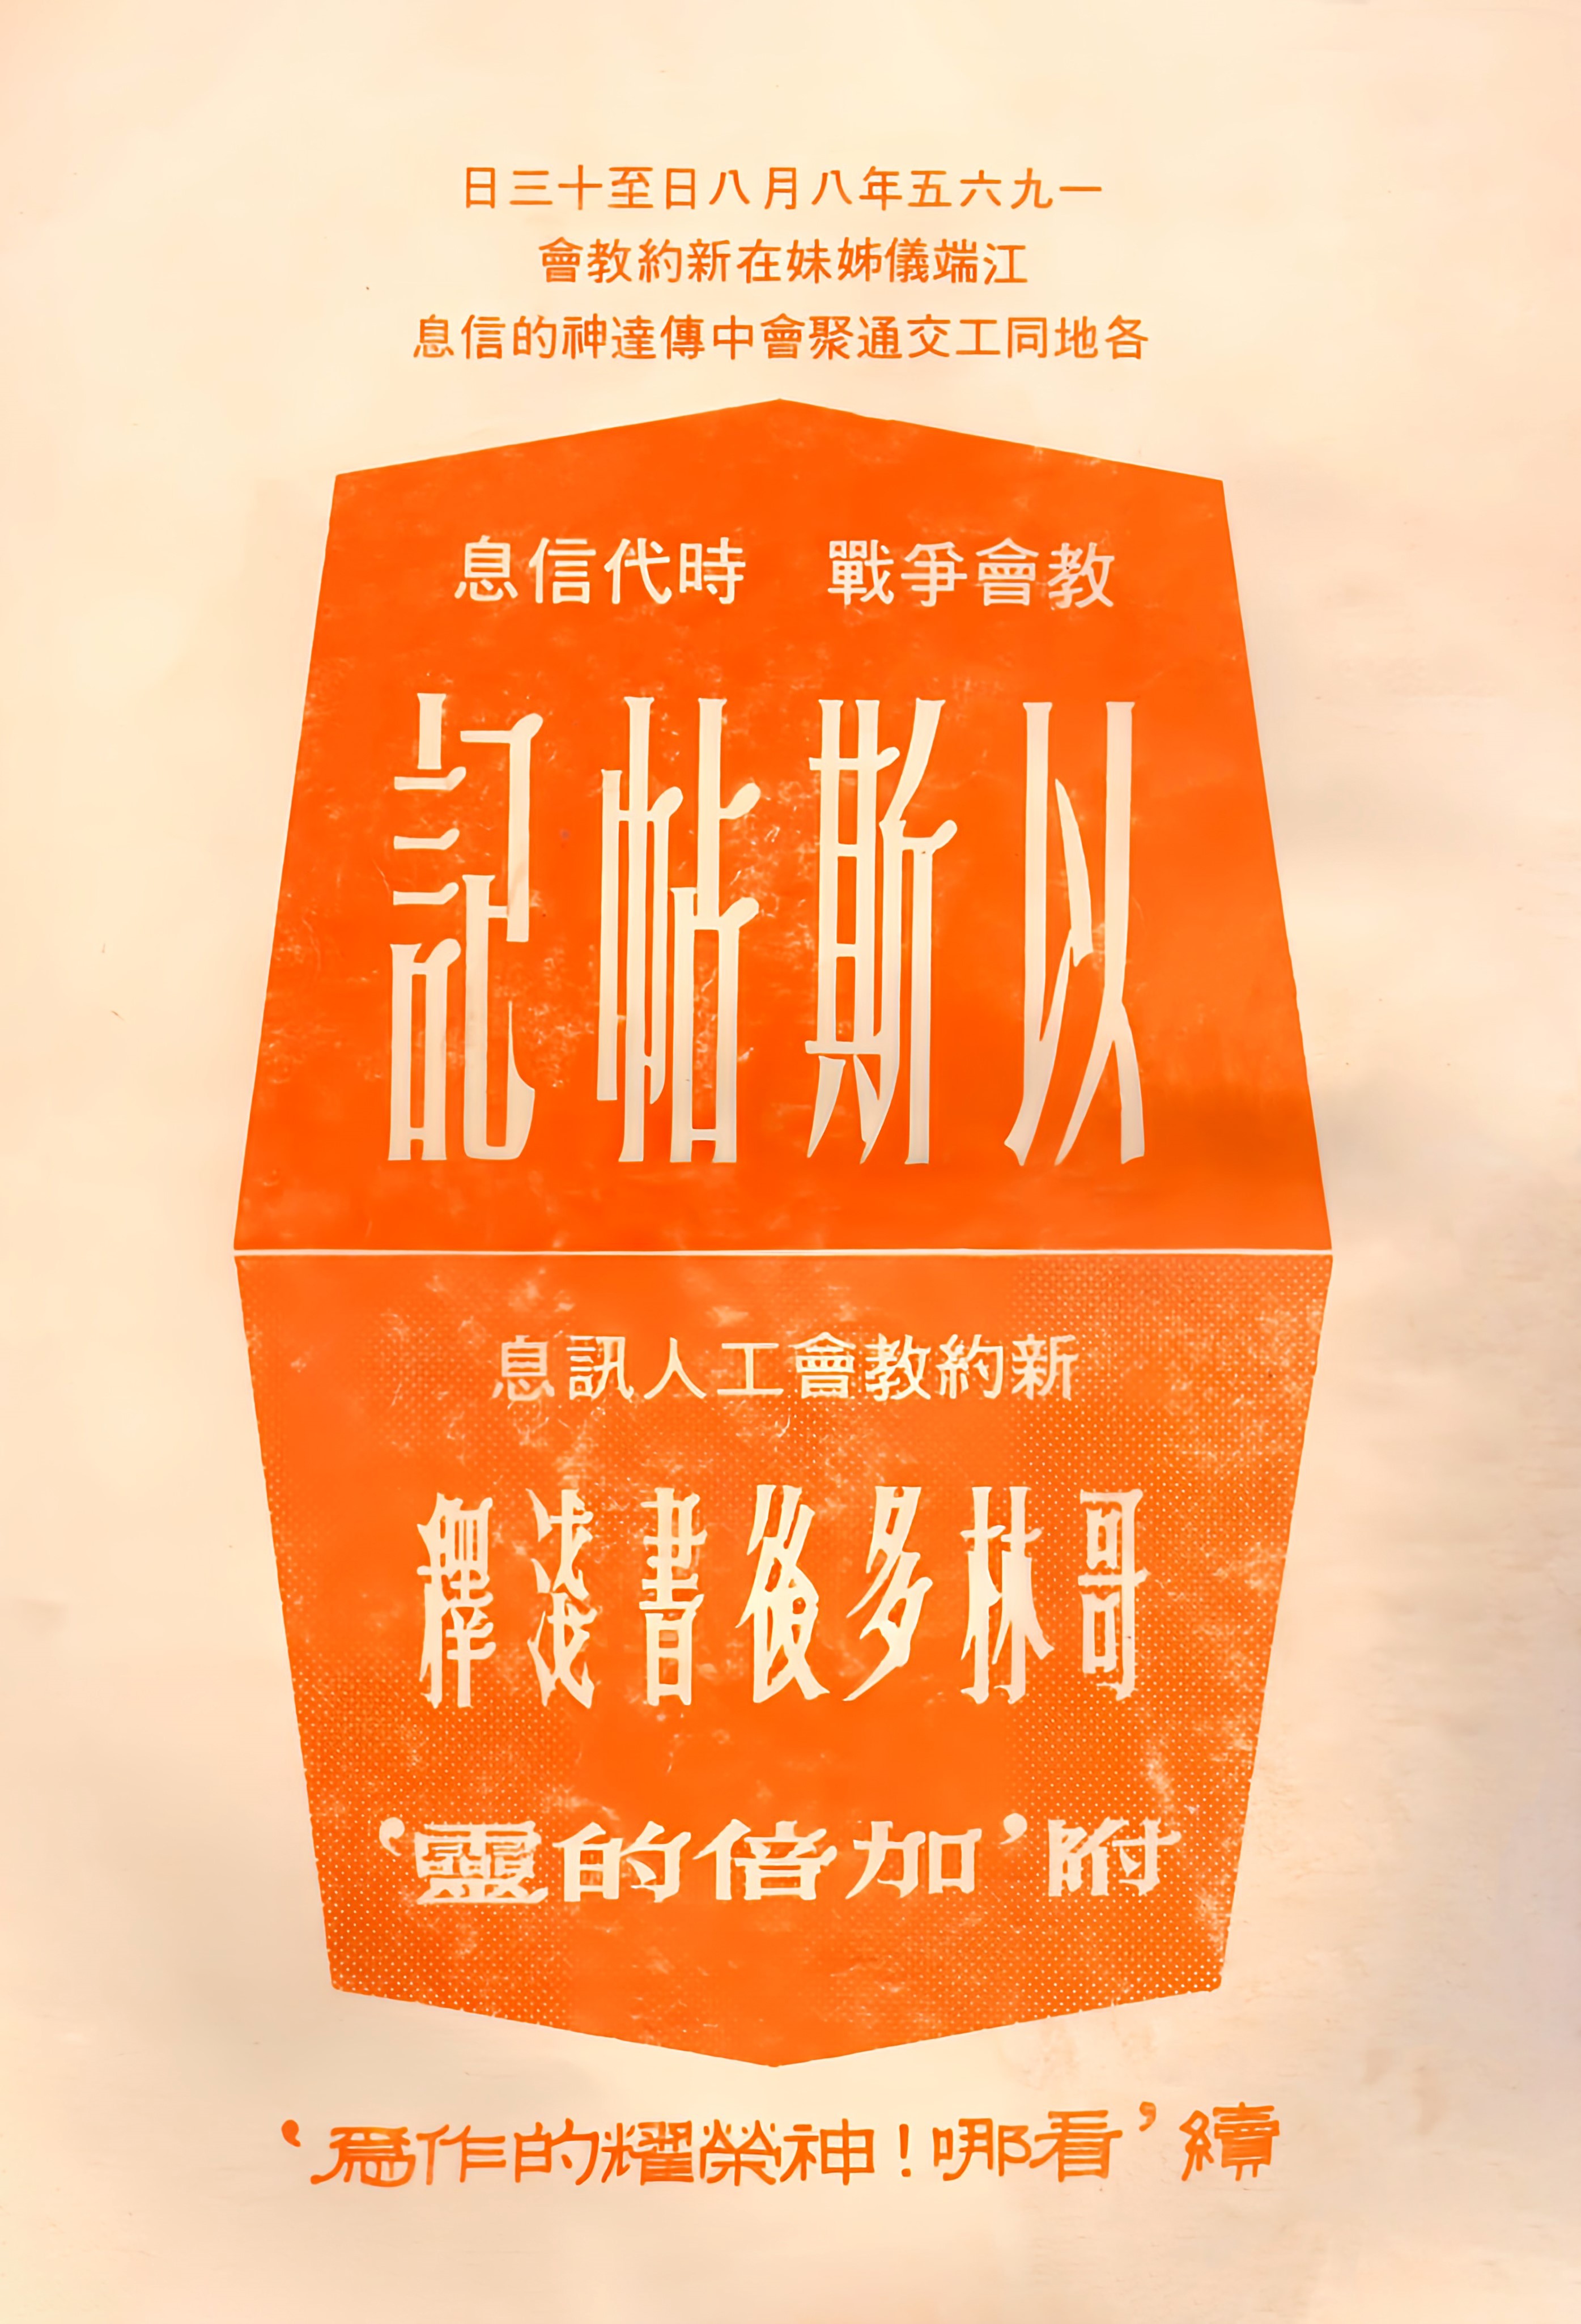 一九六五年八月八日至十三日
江端儀姊妹在新約教會
各地同工交通聚會中傳達神的信息
教會爭戰　時代信息
以斯帖記
新約教會工人訊息
哥林多後書淺釋
附’加倍的靈‘
續’看哪！神榮耀的作爲‘